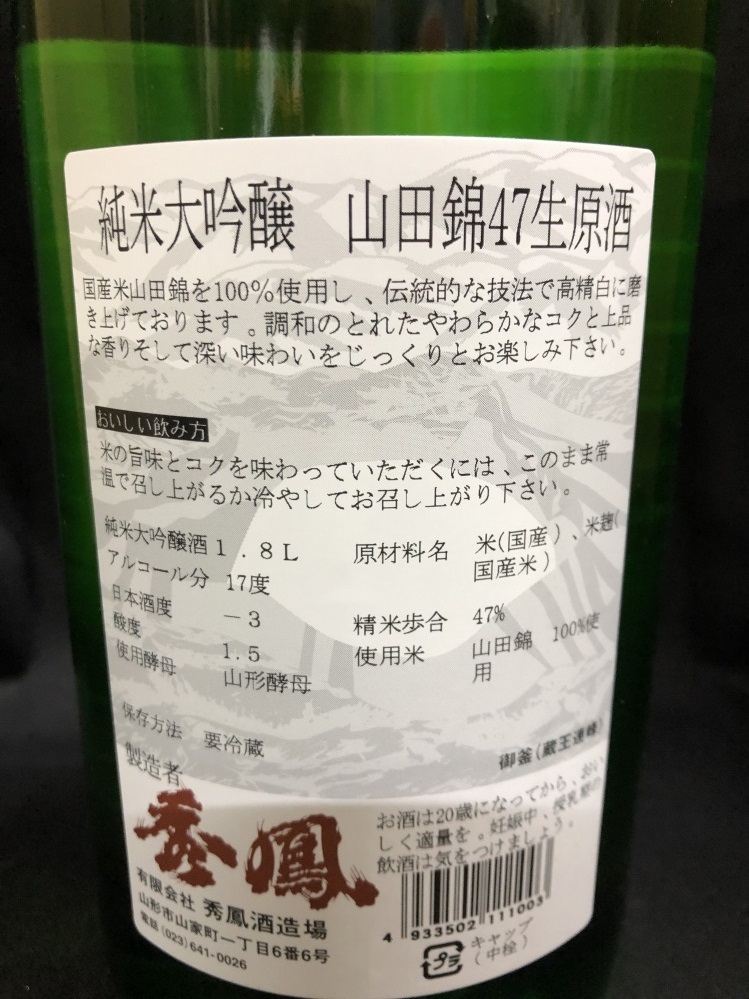 純米大吟醸　山田錦47生原酒
国産米山田錦を100%使用し、伝統的な技法で高精白に磨
き上げております。調和のとれたやわらかなコクと上品
な香りそして深い味わいをじっくりとお楽しみ下さい。
おいしい飲み方
米の旨味とコクを味わっていただくには、このまま常
温で召し上がるか冷やしてお召し上がり下さい。
純米大吟醸酒 1.8L
アルコール分 17度
日本酒度 －3
酸度 1.5
使用酵母 山形酵母
原材料名 米(国産)、米麹(
国産米)
精米歩合 47%
使用米 山田錦 100%使
用
保存方法 要冷蔵
御釜(蔵王連峰)
製造者
秀鳳
有限会社 秀鳳酒造場
山形市山家町一丁目6番6号
電話(023)641-0026
お酒は20歳になってから、おい
しく適量を。妊娠中、授乳期の
飲酒は気をつけましょう。
4 933502 111003
プラ
キャップ
(中栓)